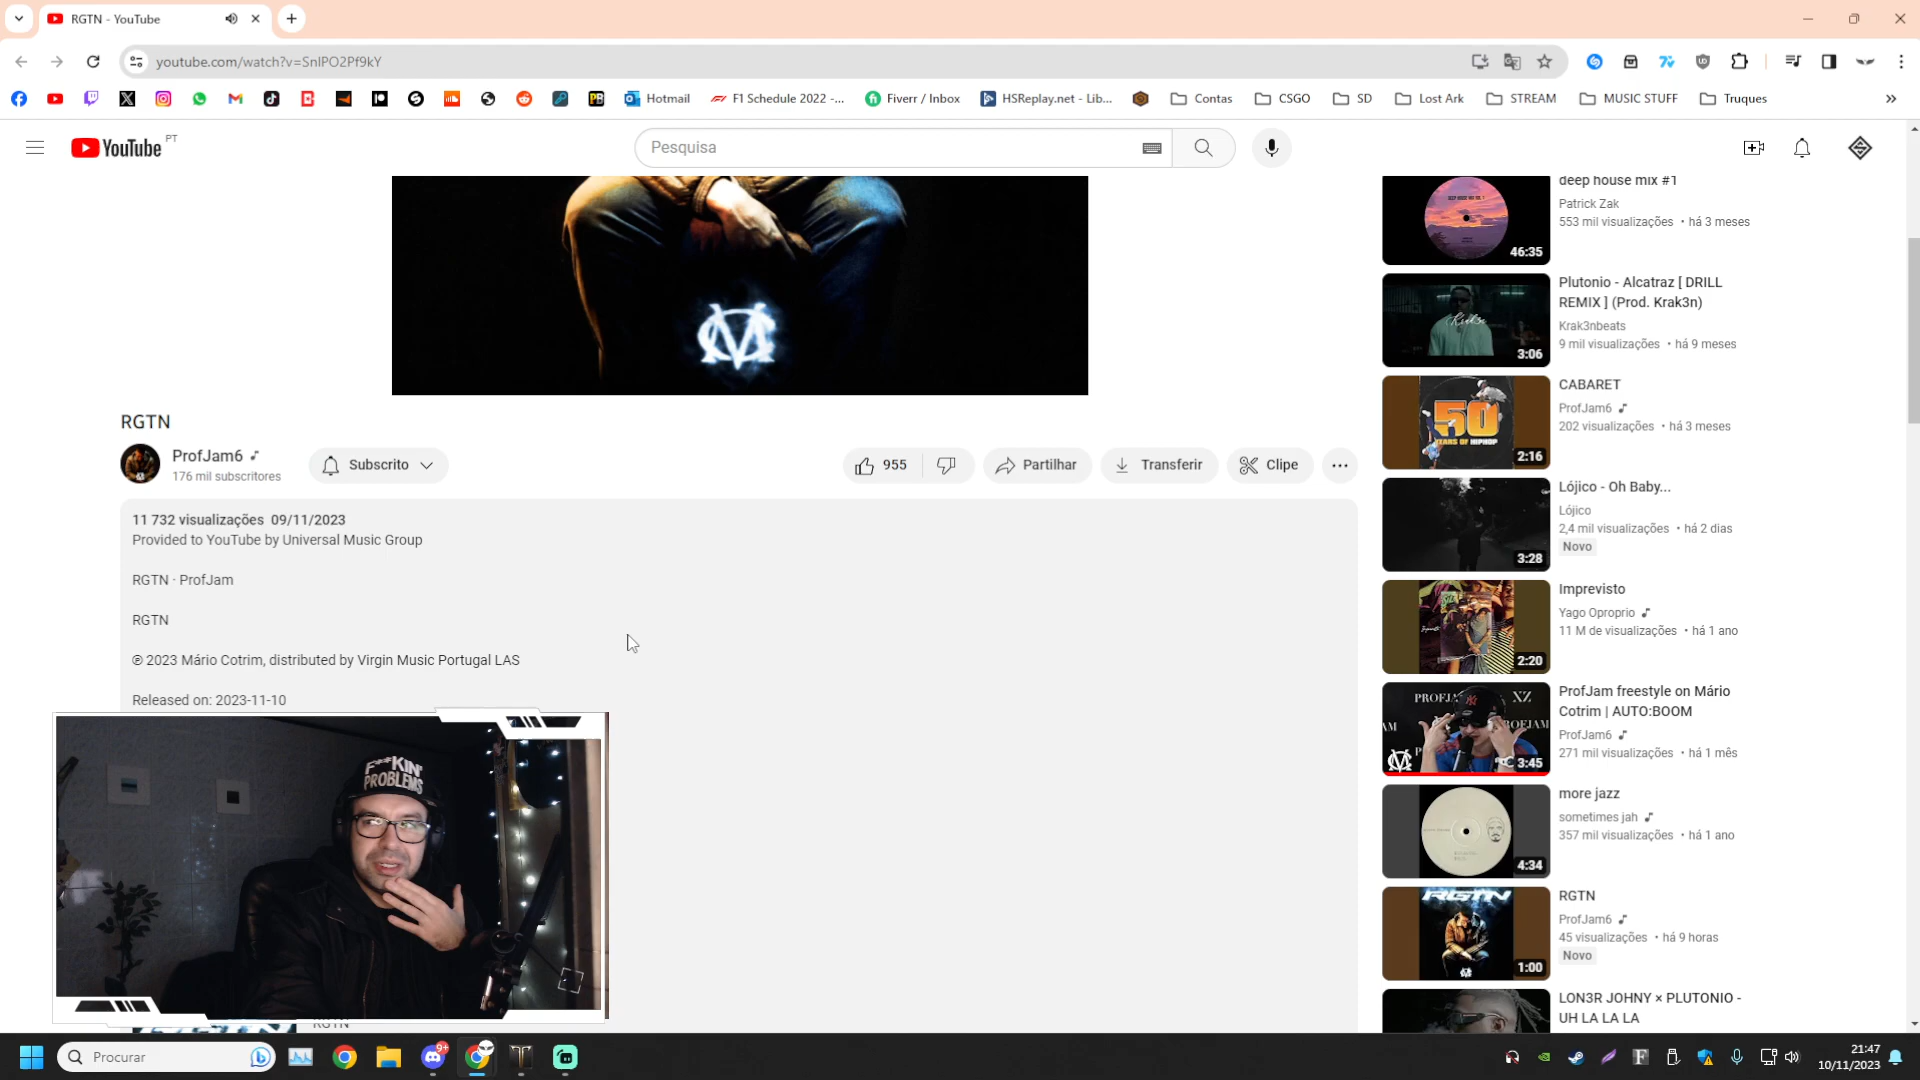 RGTN - YouTube
youtube.com/watch?v=SnlPO2Pf9kY
Hotmail
F1 Schedule 2022 -...
Fiverr / Inbox
HSReplay.net - Lib...
Contas
CSGO
SD
Lost Ark
STREAM
MUSIC STUFF
Truques
YouTube PT
Pesquisa
RGTN
ProfJam6
176 mil subscritores
Subscrito
955
Partilhar
Transferir
Clipe
11 732 visualizações 09/11/2023
Provided to YouTube by Universal Music Group
RGTN · ProfJam
RGTN
℗ 2023 Mário Cotrim, distributed by Virgin Music Portugal LAS
Released on: 2023-11-10
F**KIN'
PROBLEMS
RGTN
deep house mix #1
Patrick Zak
553 mil visualizações • há 3 meses
46:35
Plutonio - Alcatraz [ DRILL
REMIX ] (Prod. Krak3n)
Krak3nbeats
9 mil visualizações • há 9 meses
3:06
CABARET
ProfJam6
202 visualizações • há 3 meses
50
YEARS OF HIPHOP
2:16
Lójico - Oh Baby...
Lójico
2,4 mil visualizações • há 2 dias
Novo
3:28
Imprevisto
Yago Oproprio
11 M de visualizações • há 1 ano
2:20
ProfJam freestyle on Mário
Cotrim | AUTO:BOOM
ProfJam6
271 mil visualizações • há 1 mês
3:45
more jazz
sometimes jah
357 mil visualizações • há 1 ano
4:34
RGTN
ProfJam6
45 visualizações • há 9 horas
Novo
RGTN
1:00
LON3R JOHNY × PLUTONIO -
UH LA LA LA
Procurar
9+
21:47
10/11/2023